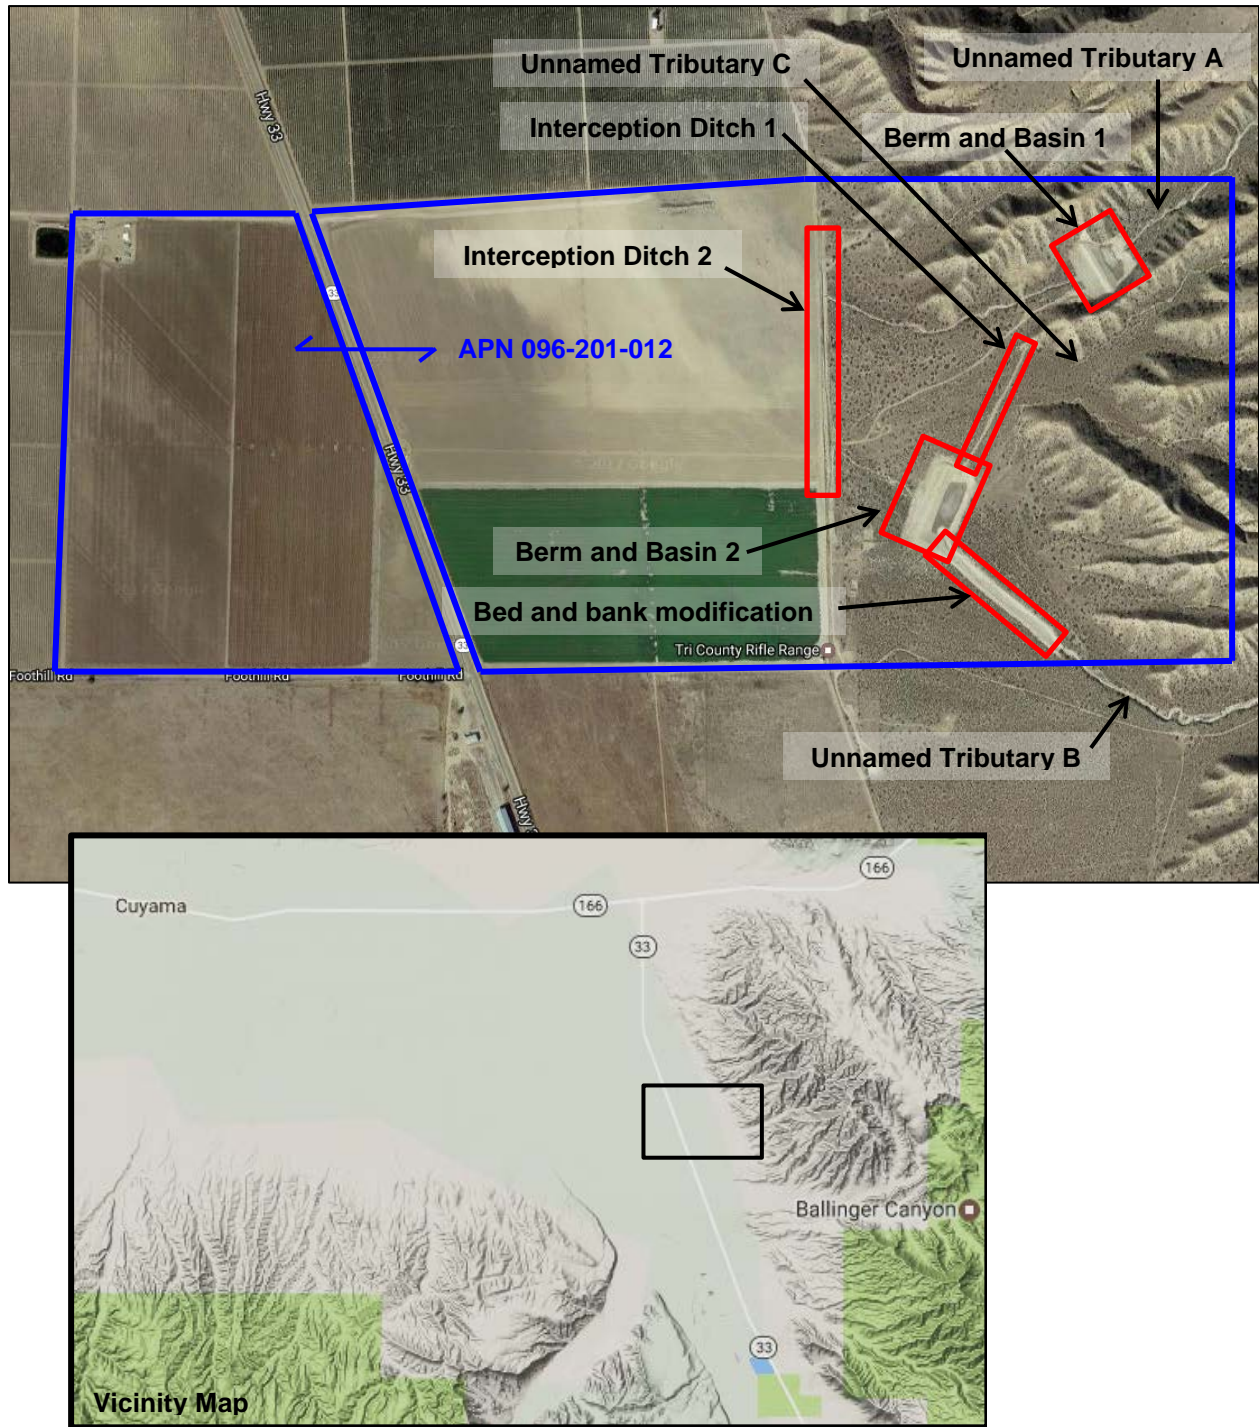 Unnamed Tributary C
Unnamed Tributary A
Interception Ditch 1
Berm and Basin 1
Hwy 33
Interception Ditch 2
33
APN 096-201-012
Hwy 33
Berm and Basin 2
Bed and bank modification
33
Tri County Rifle Range
Foothill Rd
Foothill Rd
Foothill Rd
Unnamed Tributary B
Hwy
166
Cuyama
166
33
Ballinger Canyon
33
Vicinity Map